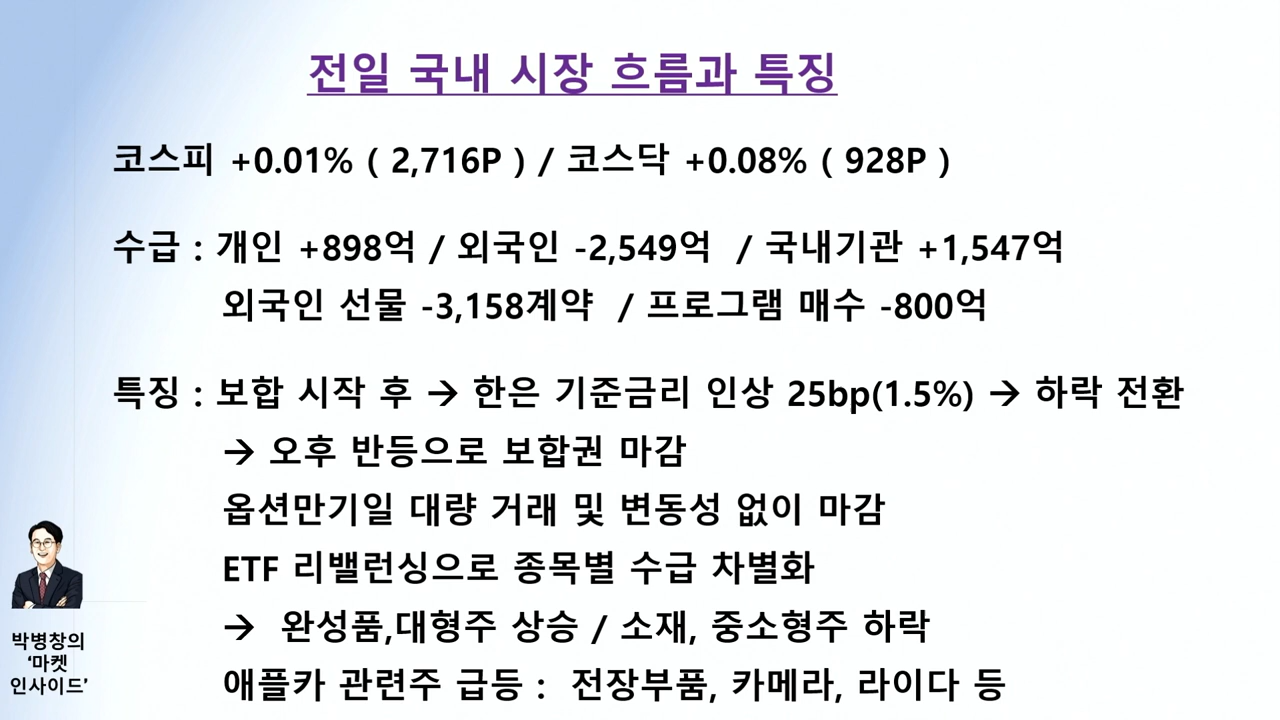 전일 국내 시장 흐름과 특징
코스피 +0.01% ( 2,716P ) / 코스닥 +0.08% ( 928P )
수급 : 개인 +898억 / 외국인 -2,549억 / 국내기관 +1,547억
외국인 선물 -3,158계약 / 프로그램 매수 -800억
특징 : 보합 시작 후 → 한은 기준금리 인상 25bp(1.5%) → 하락 전환
→ 오후 반등으로 보합권 마감
옵션만기일 대량 거래 및 변동성 없이 마감
ETF 리밸런싱으로 종목별 수급 차별화
→ 완성품,대형주 상승 / 소재, 중소형주 하락
애플카 관련주 급등 : 전장부품, 카메라, 라이다 등
박병창의
‘마켓
인사이드’